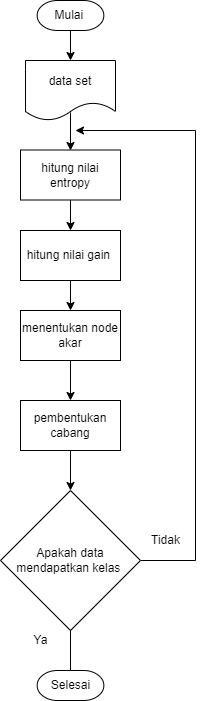 Mulai
data set
hitung nilai
entropy
hitung nilai gain
menentukan node
akar
pembentukan
cabang
Apakah data
mendapatkan kelas
Tidak
Ya
Selesai